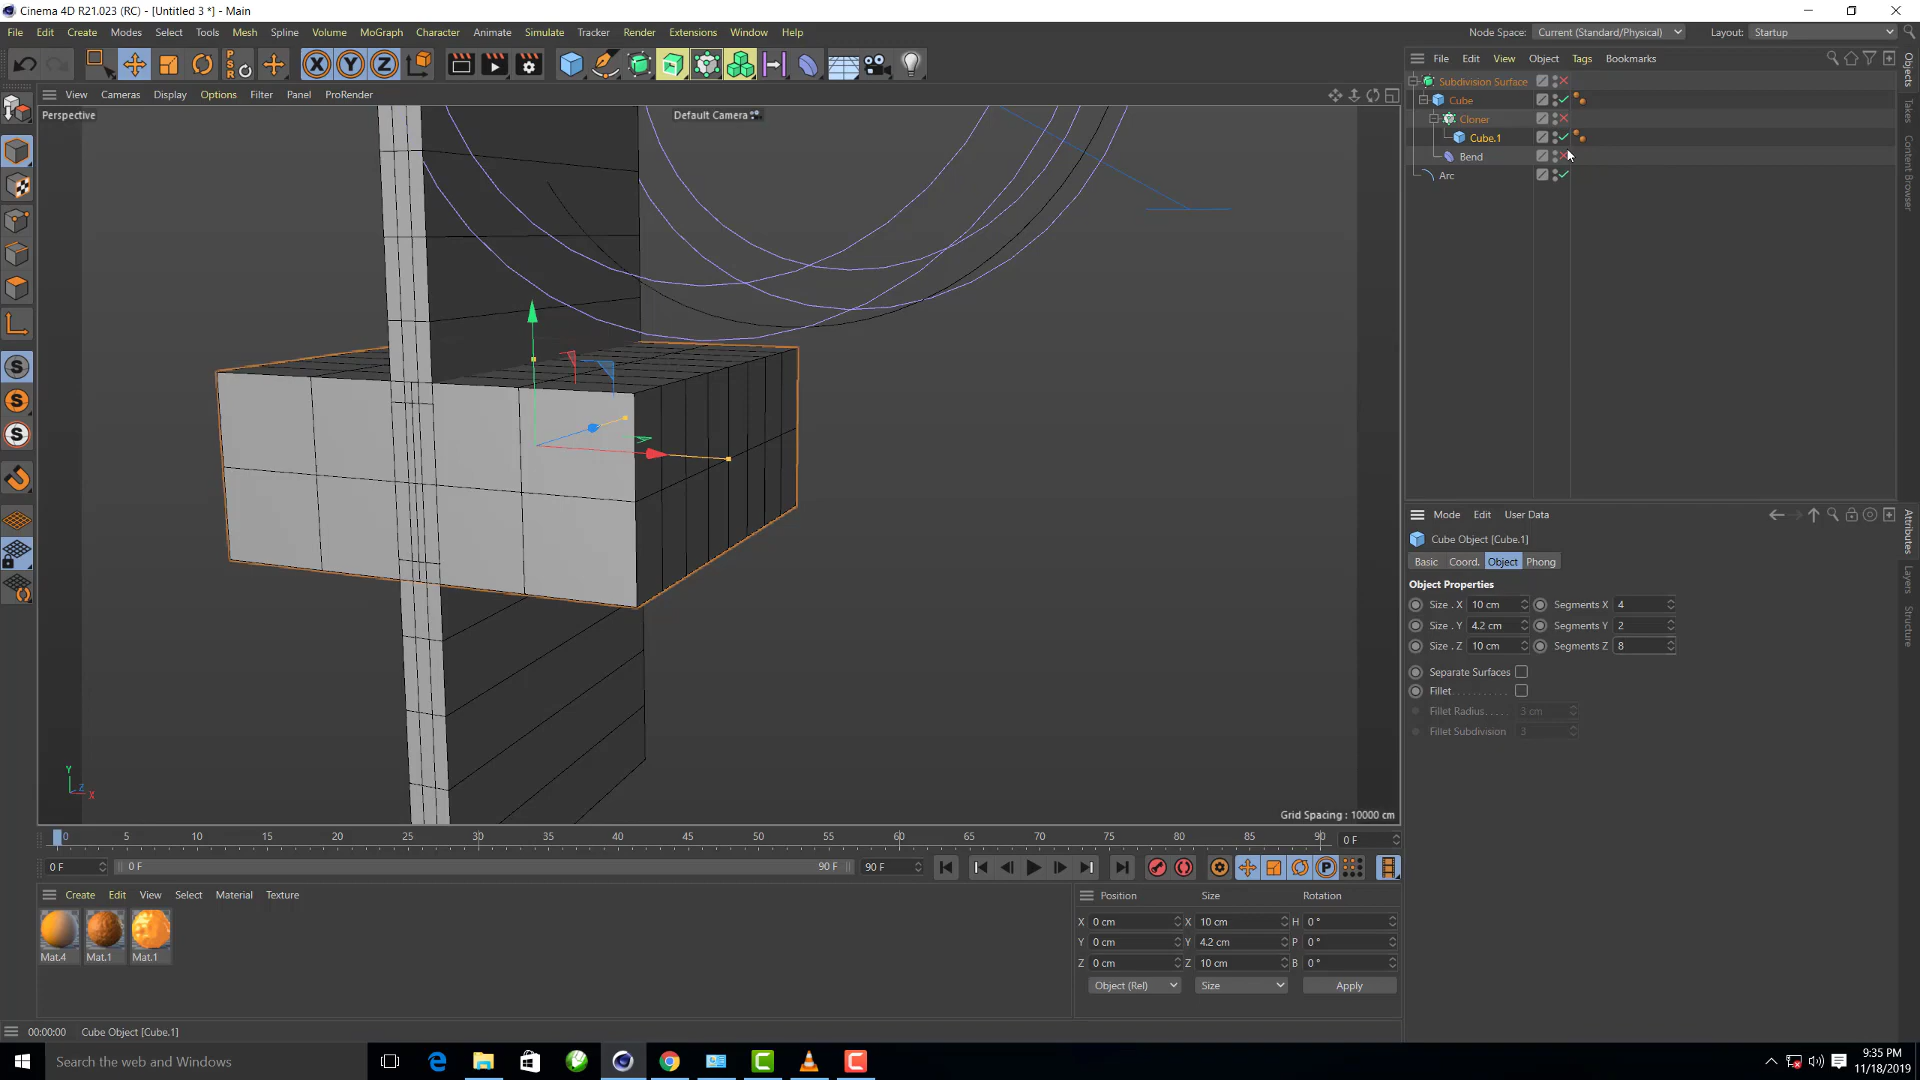 Cinema 4D R21.023 (RC) - [Untitled 3 *] - Main
File Edit Create Modes Select Tools Mesh Spline Volume MoGraph Character Animate Simulate Tracker Render Extensions Window Help
Node Space: Current (Standard/Physical) Layout: Startup
X Y Z
File Edit View Object Tags Bookmarks
View Cameras Display Options Filter Panel ProRender
Perspective
Default Camera
Subdivision Surface
Cube
Cloner
Cube.1
Bend
Arc
Objects
Takes
Content Browser
Mode Edit User Data
Cube Object [Cube.1]
Basic Coord. Object Phong
Object Properties
Size . X 10 cm Segments X 4
Size . Y 4.2 cm Segments Y 2
Size . Z 10 cm Segments Z 8
Separate Surfaces
Fillet
Fillet Radius 3 cm
Fillet Subdivision 3
Attributes
Layers
Structure
Y
Z
X
Grid Spacing : 10000 cm
0 5 10 15 20 25 30 35 40 45 50 55 60 65 70 75 80 85 90 0 F
0 F 0 F 90 F 90 F
Create Edit View Select Material Texture
Mat.4 Mat.1 Mat.1
Position Size Rotation
X 0 cm X 10 cm H 0 °
Y 0 cm Y 4.2 cm P 0 °
Z 0 cm Z 10 cm B 0 °
Object (Rel) Size Apply
00:00:00 Cube Object [Cube.1]
Search the web and Windows
9:35 PM
11/18/2019